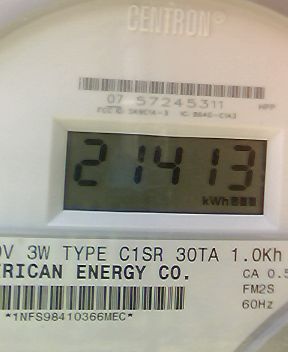 CENTRON®
07 57245311 HPP
21413
kWh
V 3W TYPE C1SR 30TA 1.0Kh
RICAN ENERGY CO.
CA 0.5
FM2S
60Hz
*1NFS98410366MEC*